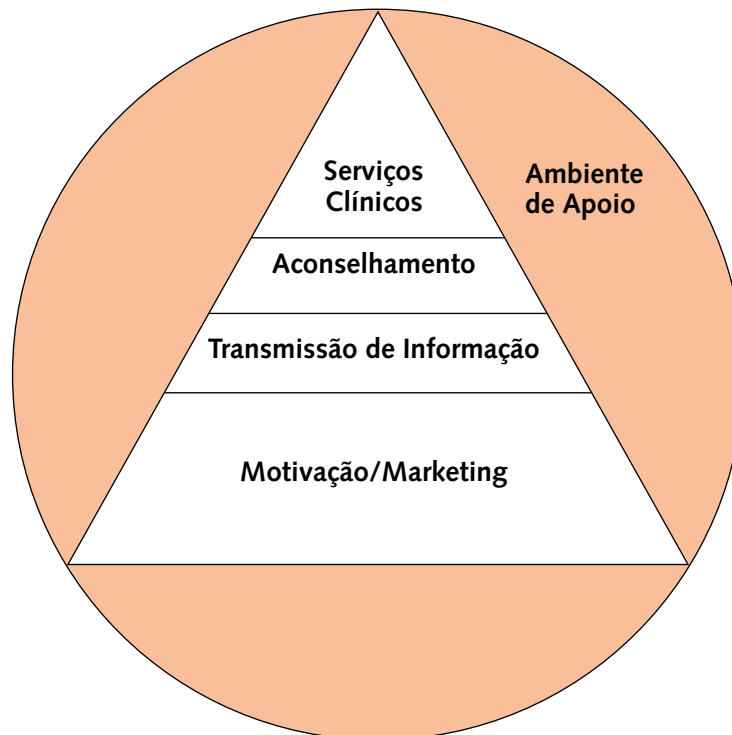 Serviços
Clínicos
Ambiente
de Apoio
Aconselhamento
Transmissão de Informação
Motivação/Marketing